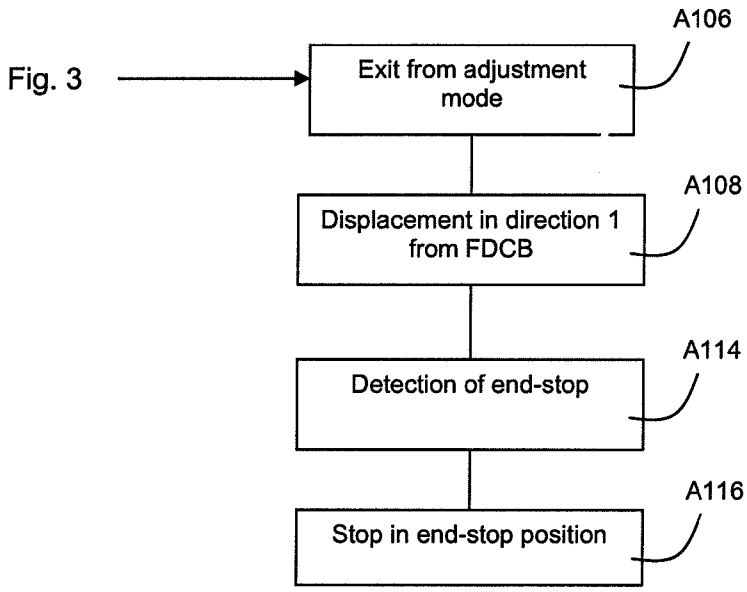 A106
Fig. 3
Exit from adjustment
mode
A108
Displacement in direction 1
from FDCB
A114
Detection of end-stop
A116
Stop in end-stop position